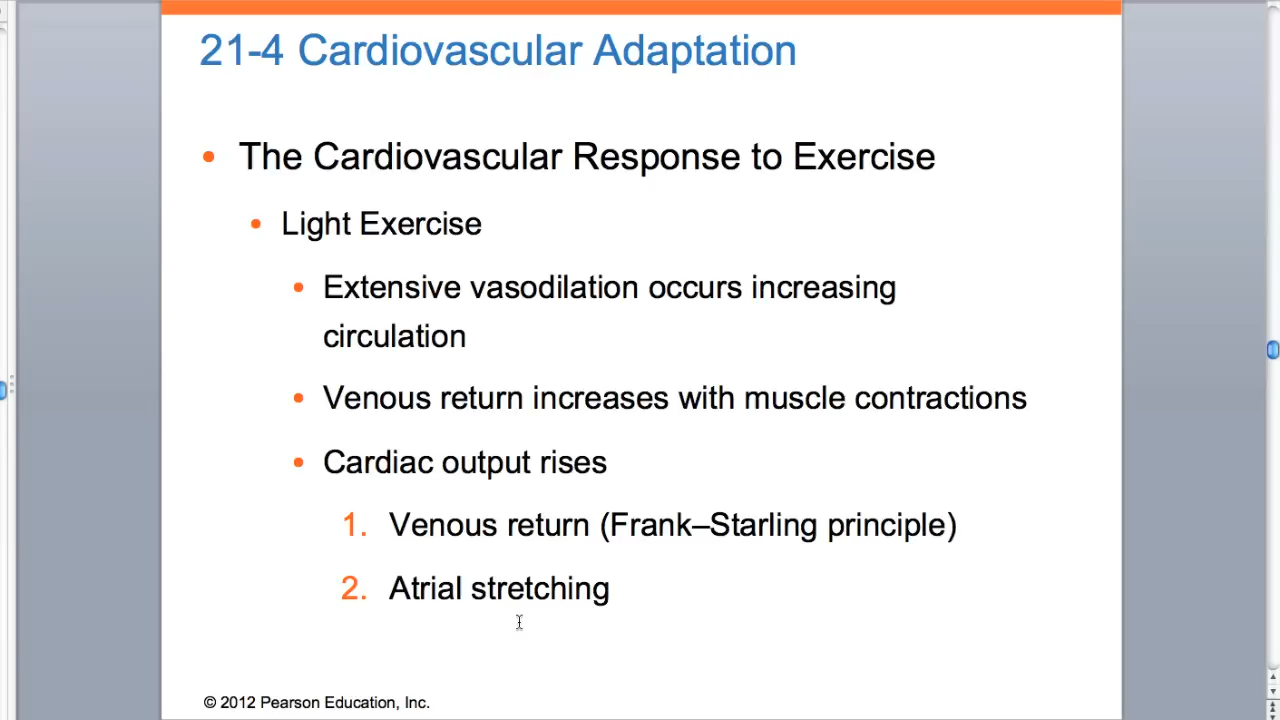 21-4 Cardiovascular Adaptation
• The Cardiovascular Response to Exercise
• Light Exercise
• Extensive vasodilation occurs increasing
circulation
• Venous return increases with muscle contractions
• Cardiac output rises
1. Venous return (Frank–Starling principle)
2. Atrial stretching
© 2012 Pearson Education, Inc.